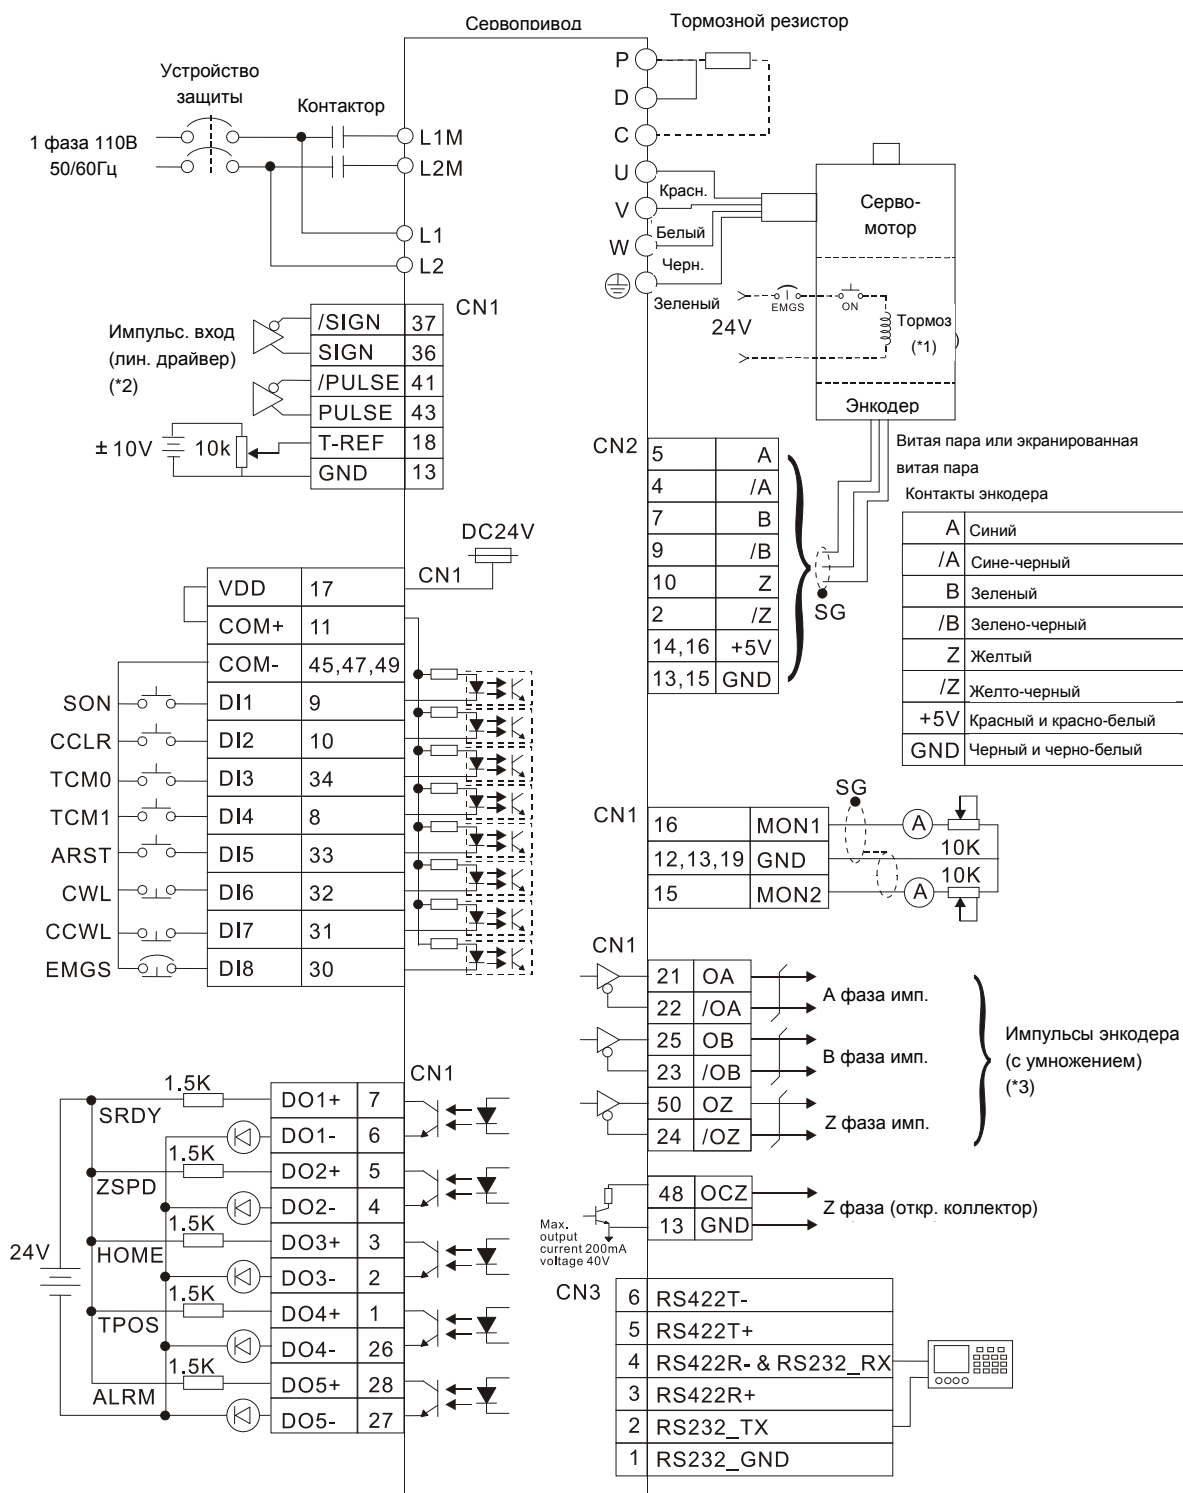 Сервопривод
Тормозной резистор
Устройство
защиты
Контактор
1 фаза 110В
50/60Гц
L1M
L2M
L1
L2
P
D
C
U
V
W
Красн.
Белый
Черн.
Зеленый
Серво-
мотор
24V
EMGS
ON
Тормоз
(*1)
Энкодер
CN1
Импульс. вход
(лин. драйвер)
(*2)
/SIGN 37
SIGN 36
/PULSE 41
PULSE 43
T-REF 18
GND 13
± 10V
10k
CN2
5 A
4 /A
7 B
9 /B
10 Z
2 /Z
14,16 +5V
13,15 GND
SG
Витая пара или экранированная
витая пара
Контакты энкодера
A Синий
/A Сине-черный
B Зеленый
/B Зелено-черный
Z Желтый
/Z Желто-черный
+5V Красный и красно-белый
GND Черный и черно-белый
DC24V
CN1
VDD 17
COM+ 11
COM- 45,47,49
SON DI1 9
CCLR DI2 10
TCM0 DI3 34
TCM1 DI4 8
ARST DI5 33
CWL DI6 32
CCWL DI7 31
EMGS DI8 30
CN1
16 MON1
12,13,19 GND
15 MON2
SG
A
10K
A
10K
CN1
21 OA
22 /OA
25 OB
23 /OB
50 OZ
24 /OZ
A фаза имп.
B фаза имп.
Z фаза имп.
Импульсы энкодера
(с умножением)
(*3)
48 OCZ
13 GND
Z фаза (откр. коллектор)
Max.
output
current 200mA
voltage 40V
CN1
24V
1.5K
SRDY
DO1+ 7
DO1- 6
1.5K
ZSPD
DO2+ 5
DO2- 4
1.5K
HOME
DO3+ 3
DO3- 2
1.5K
TPOS
DO4+ 1
DO4- 26
1.5K
ALRM
DO5+ 28
DO5- 27
CN3
6 RS422T-
5 RS422T+
4 RS422R- & RS232_RX
3 RS422R+
2 RS232_TX
1 RS232_GND